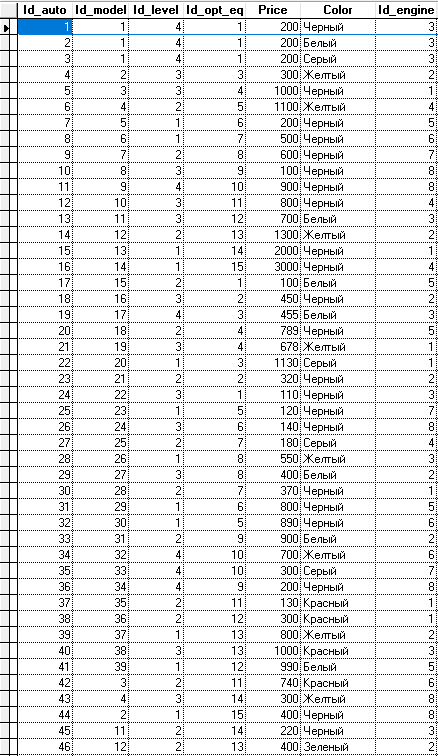 Id_auto Id_model Id_level Id_opt_eq Price Color Id_engine
1 1 4 1 200 Черный 3
2 1 4 1 200 Белый 3
3 1 4 1 200 Серый 3
4 2 3 3 300 Желтый 2
5 3 3 4 1000 Черный 1
6 4 2 5 1100 Желтый 4
7 5 1 6 200 Черный 5
8 6 1 7 500 Черный 6
9 7 2 8 600 Черный 7
10 8 3 9 100 Черный 8
11 9 4 10 900 Черный 8
12 10 3 11 800 Черный 4
13 11 3 12 700 Белый 3
14 12 2 13 1300 Желтый 2
15 13 1 14 2000 Черный 1
16 14 1 15 3000 Черный 4
17 15 2 1 100 Белый 5
18 16 3 2 450 Черный 2
19 17 4 3 455 Белый 3
20 18 2 4 789 Черный 5
21 19 3 4 678 Желтый 1
22 20 1 3 1130 Серый 1
23 21 2 2 320 Черный 2
24 22 3 1 110 Черный 3
25 23 1 5 120 Черный 7
26 24 3 6 140 Черный 8
27 25 2 7 180 Серый 4
28 26 1 8 550 Желтый 3
29 27 3 8 400 Белый 2
30 28 2 7 370 Черный 1
31 29 1 6 800 Черный 5
32 30 1 5 890 Черный 6
33 31 2 9 900 Белый 2
34 32 4 10 700 Желтый 6
35 33 4 10 300 Серый 7
36 34 4 9 200 Черный 8
37 35 2 11 130 Красный 1
38 36 2 12 300 Красный 1
39 37 1 13 800 Желтый 2
40 38 3 13 1000 Красный 3
41 39 1 12 990 Белый 5
42 3 2 11 740 Красный 6
43 4 3 14 300 Желтый 8
44 2 1 15 400 Черный 8
45 11 2 14 220 Черный 3
46 12 2 13 400 Зеленый 2